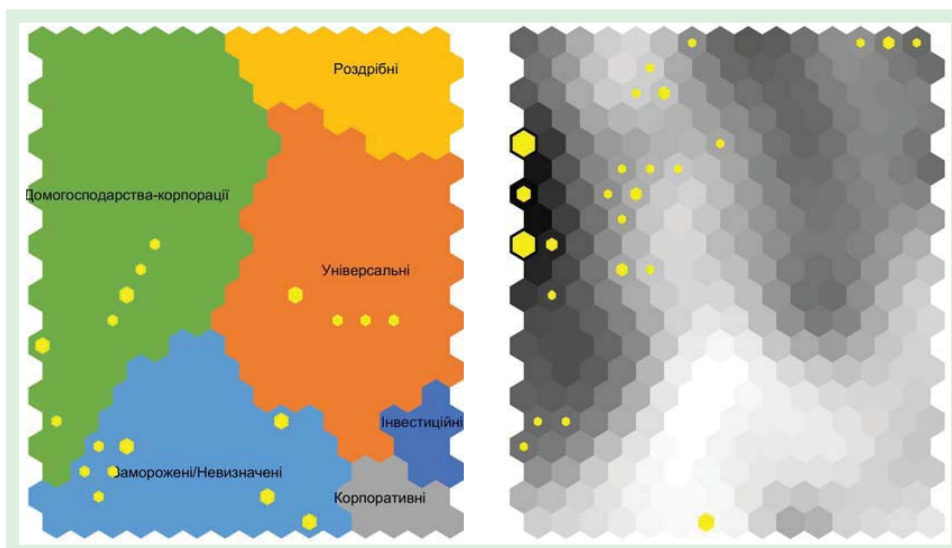 Роздрібні
Домогосподарства-корпорації
Універсальні
Інвестиційні
Заморожені/Невизначені
Корпоративні